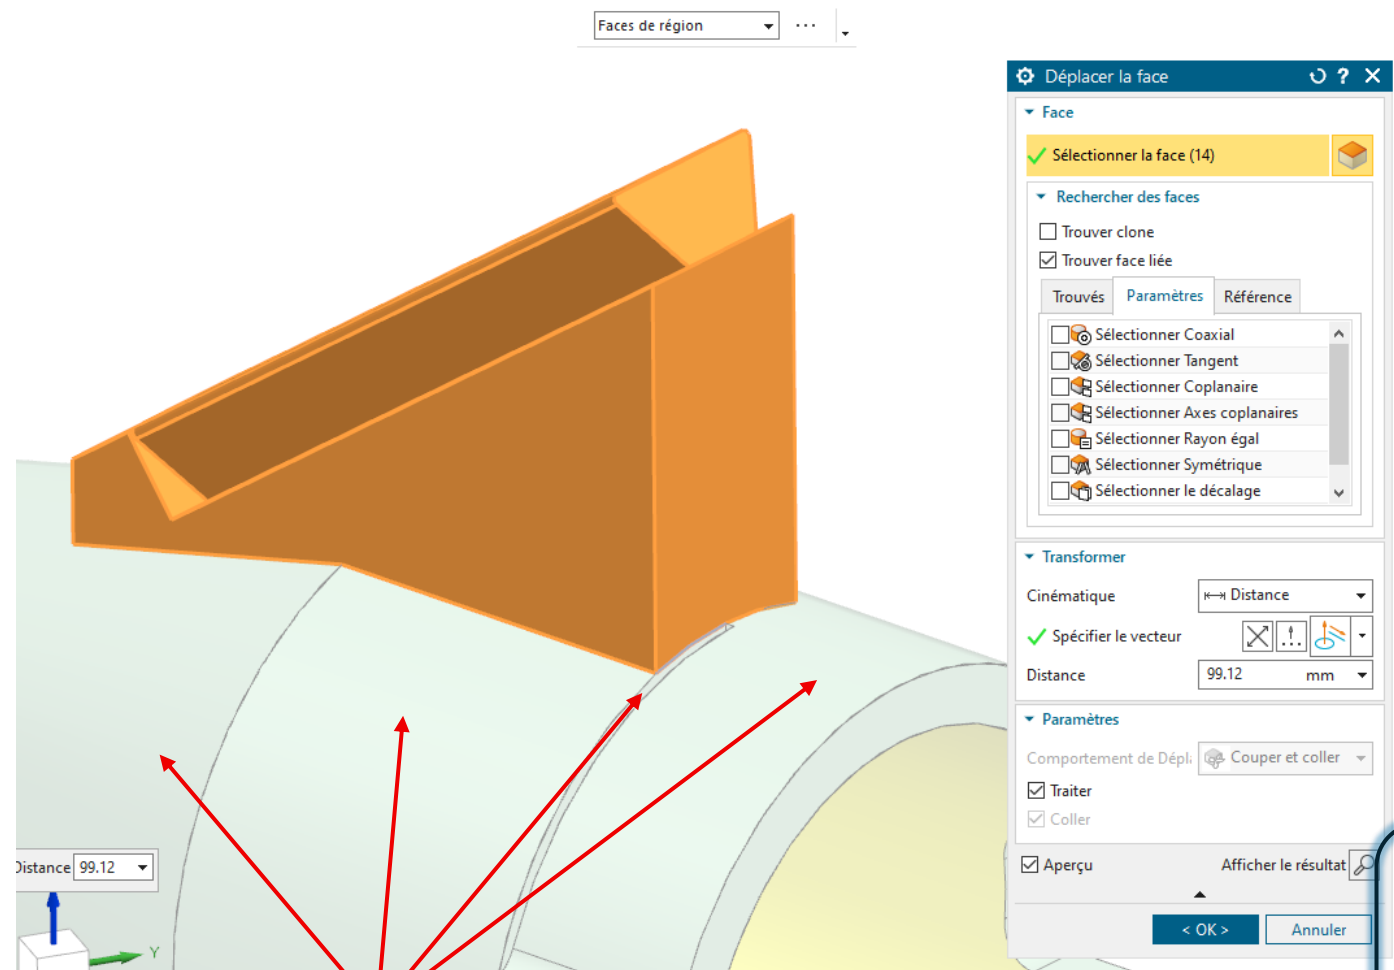 Faces de région
Déplacer la face
Face
Sélectionner la face (14)
Rechercher des faces
Trouver clone
Trouver face liée
Trouvés Paramètres Référence
Sélectionner Coaxial
Sélectionner Tangent
Sélectionner Coplanaire
Sélectionner Axes coplanaires
Sélectionner Rayon égal
Sélectionner Symétrique
Sélectionner le décalage
Transformer
Cinématique Distance
Spécifier le vecteur
Distance 99.12 mm
Paramètres
Comportement de Dépl Couper et coller
Traiter
Coller
Aperçu Afficher le résultat
< OK > Annuler
Distance 99.12
Y